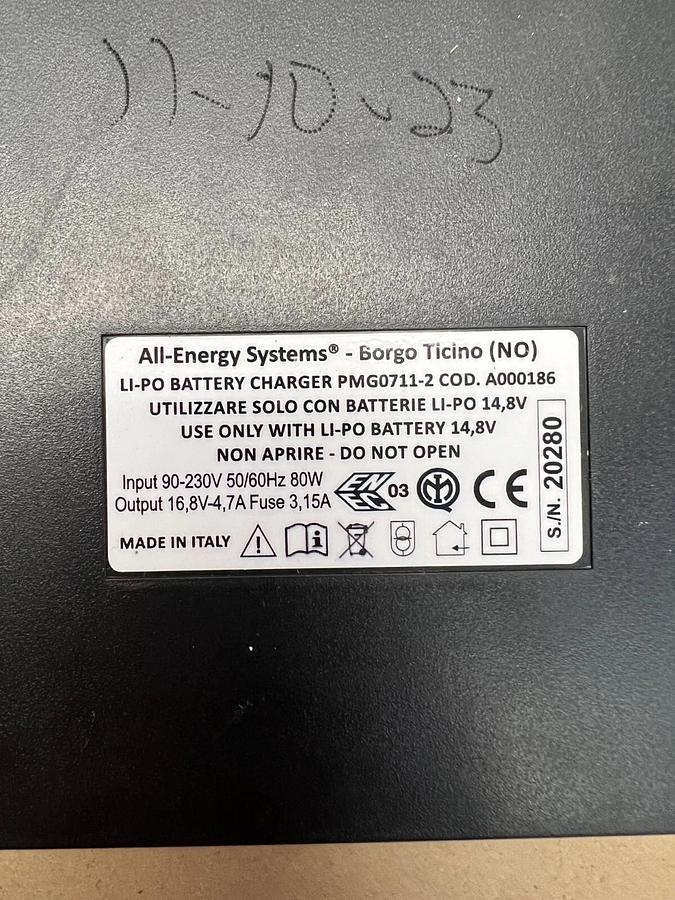 11-10-23
All-Energy Systems® - Borgo Ticino (NO)
LI-PO BATTERY CHARGER PMG0711-2 COD. A000186
UTILIZZARE SOLO CON BATTERIE LI-PO 14,8V
USE ONLY WITH LI-PO BATTERY 14,8V
NON APRIRE - DO NOT OPEN
Input 90-230V 50/60Hz 80W
Output 16,8V-4,7A Fuse 3,15A
ENEC 03
CE
MADE IN ITALY
S./N. 20280